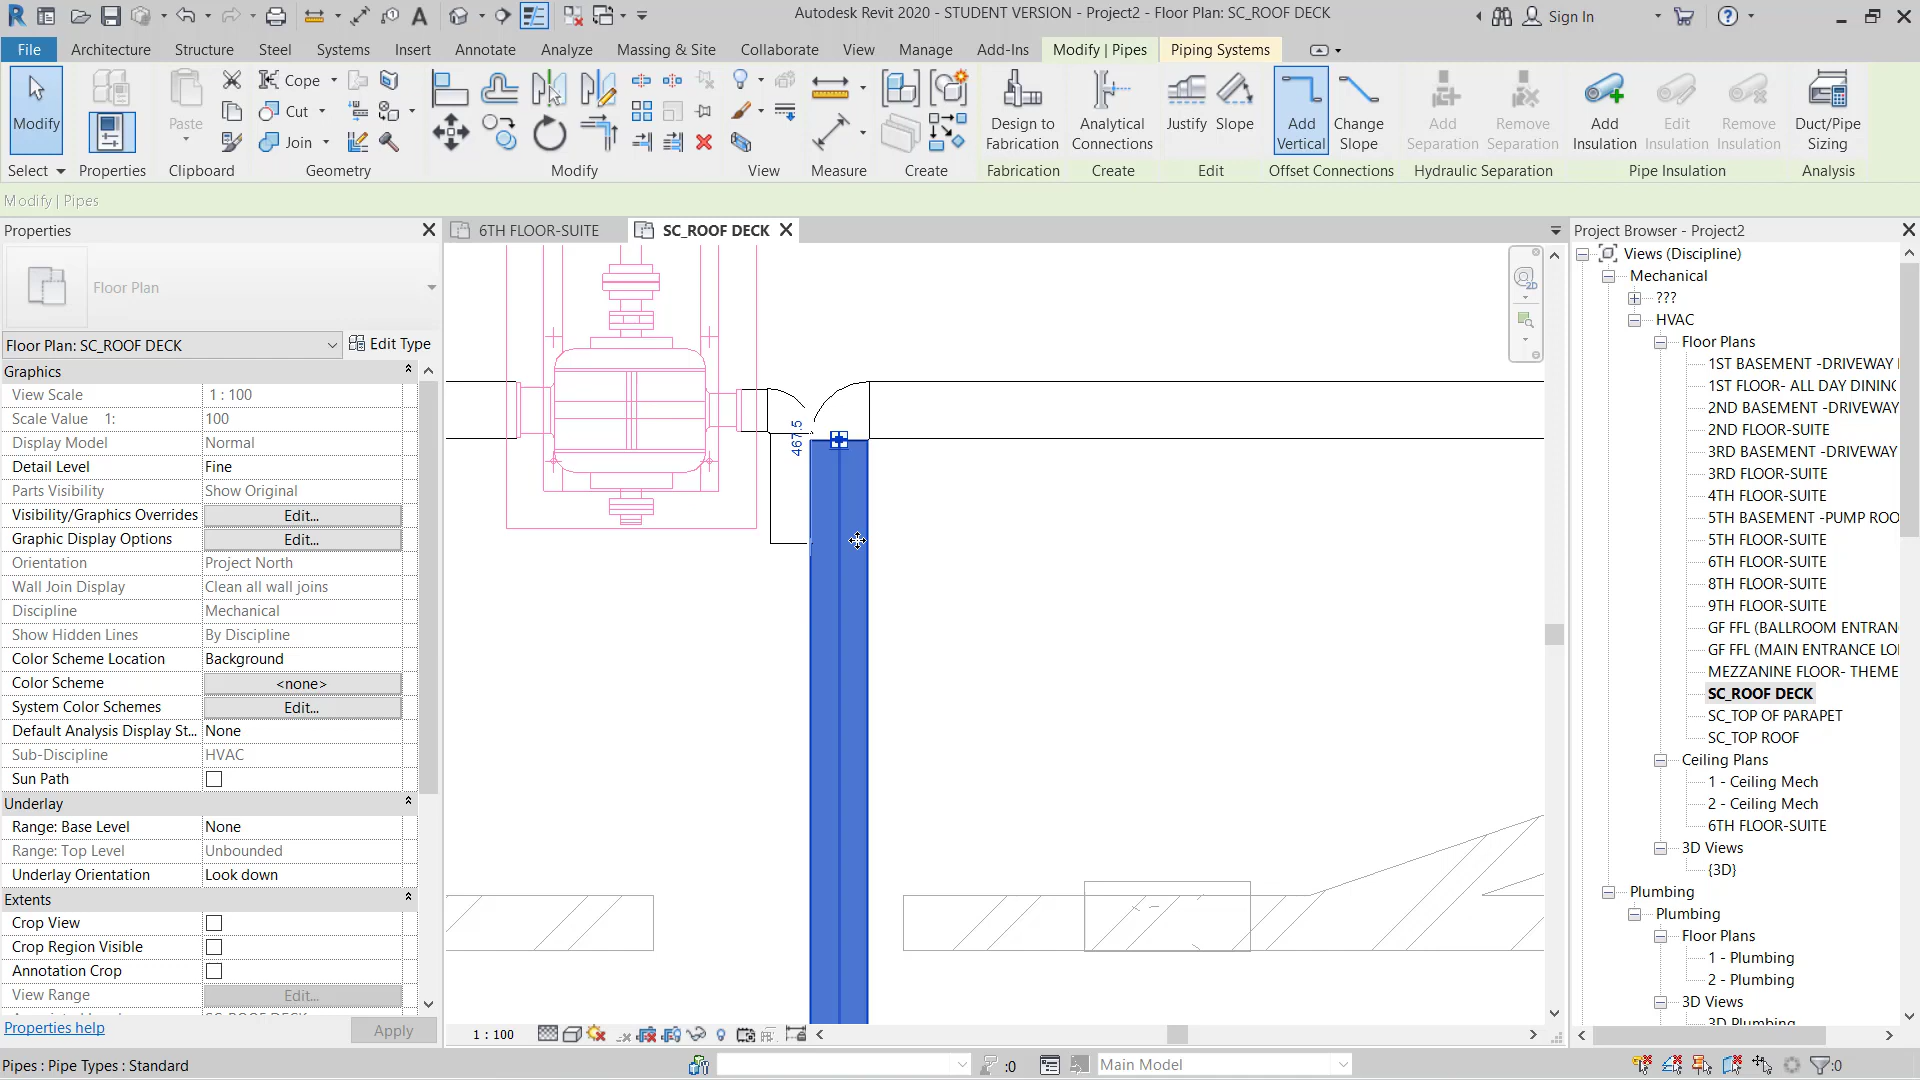 Autodesk Revit 2020 - STUDENT VERSION - Project2 - Floor Plan: SC_ROOF DECK
Sign In
File Architecture Structure Steel Systems Insert Annotate Analyze Massing & Site Collaborate View Manage Add-Ins Modify | Pipes Piping Systems
Modify
Paste
Cope
Cut
Join
Design to Fabrication
Analytical Connections
Justify
Slope
Add Vertical
Change Slope
Add Separation
Remove Separation
Add Insulation
Edit Insulation
Remove Insulation
Duct/Pipe Sizing
Select Properties Clipboard Geometry Modify View Measure Create Fabrication Create Edit Offset Connections Hydraulic Separation Pipe Insulation Analysis
Modify | Pipes
Properties
Floor Plan
Floor Plan: SC_ROOF DECK
Edit Type
Graphics
View Scale 1 : 100
Scale Value 1: 100
Display Model Normal
Detail Level Fine
Parts Visibility Show Original
Visibility/Graphics Overrides Edit...
Graphic Display Options Edit...
Orientation Project North
Wall Join Display Clean all wall joins
Discipline Mechanical
Show Hidden Lines By Discipline
Color Scheme Location Background
Color Scheme <none>
System Color Schemes Edit...
Default Analysis Display St... None
Sub-Discipline HVAC
Sun Path
Underlay
Range: Base Level None
Range: Top Level Unbounded
Underlay Orientation Look down
Extents
Crop View
Crop Region Visible
Annotation Crop
View Range Edit...
Properties help
Apply
6TH FLOOR-SUITE
SC_ROOF DECK
2D
467.5
1 : 100
Project Browser - Project2
Views (Discipline)
Mechanical
???
HVAC
Floor Plans
1ST BASEMENT -DRIVEWAY
1ST FLOOR- ALL DAY DINING
2ND BASEMENT -DRIVEWAY
2ND FLOOR-SUITE
3RD BASEMENT -DRIVEWAY
3RD FLOOR-SUITE
4TH FLOOR-SUITE
5TH BASEMENT -PUMP ROO
5TH FLOOR-SUITE
6TH FLOOR-SUITE
8TH FLOOR-SUITE
9TH FLOOR-SUITE
GF FFL (BALLROOM ENTRAN
GF FFL (MAIN ENTRANCE LO
MEZZANINE FLOOR- THEME
SC_ROOF DECK
SC_TOP OF PARAPET
SC_TOP ROOF
Ceiling Plans
1 - Ceiling Mech
2 - Ceiling Mech
6TH FLOOR-SUITE
3D Views
{3D}
Plumbing
Plumbing
Floor Plans
1 - Plumbing
2 - Plumbing
3D Views
3D Plumbing
Pipes : Pipe Types : Standard
:0
Main Model
:0